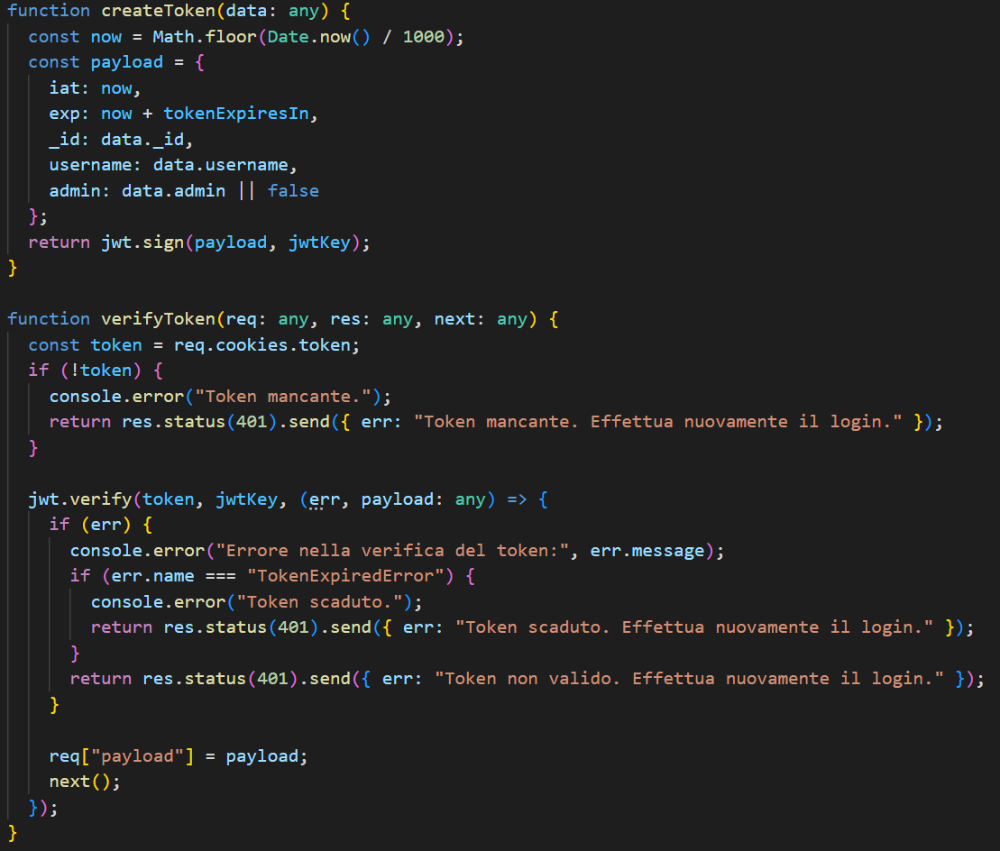 function createToken(data: any) {
  const now = Math.floor(Date.now() / 1000);
  const payload = {
    iat: now,
    exp: now + tokenExpiresIn,
    _id: data._id,
    username: data.username,
    admin: data.admin || false
  };
  return jwt.sign(payload, jwtKey);
}

function verifyToken(req: any, res: any, next: any) {
  const token = req.cookies.token;
  if (!token) {
    console.error("Token mancante.");
    return res.status(401).send({ err: "Token mancante. Effettua nuovamente il login." });
  }

  jwt.verify(token, jwtKey, (err, payload: any) => {
    if (err) {
      console.error("Errore nella verifica del token:", err.message);
      if (err.name === "TokenExpiredError") {
        console.error("Token scaduto.");
        return res.status(401).send({ err: "Token scaduto. Effettua nuovamente il login." });
      }
      return res.status(401).send({ err: "Token non valido. Effettua nuovamente il login." });
    }

    req["payload"] = payload;
    next();
  });
}